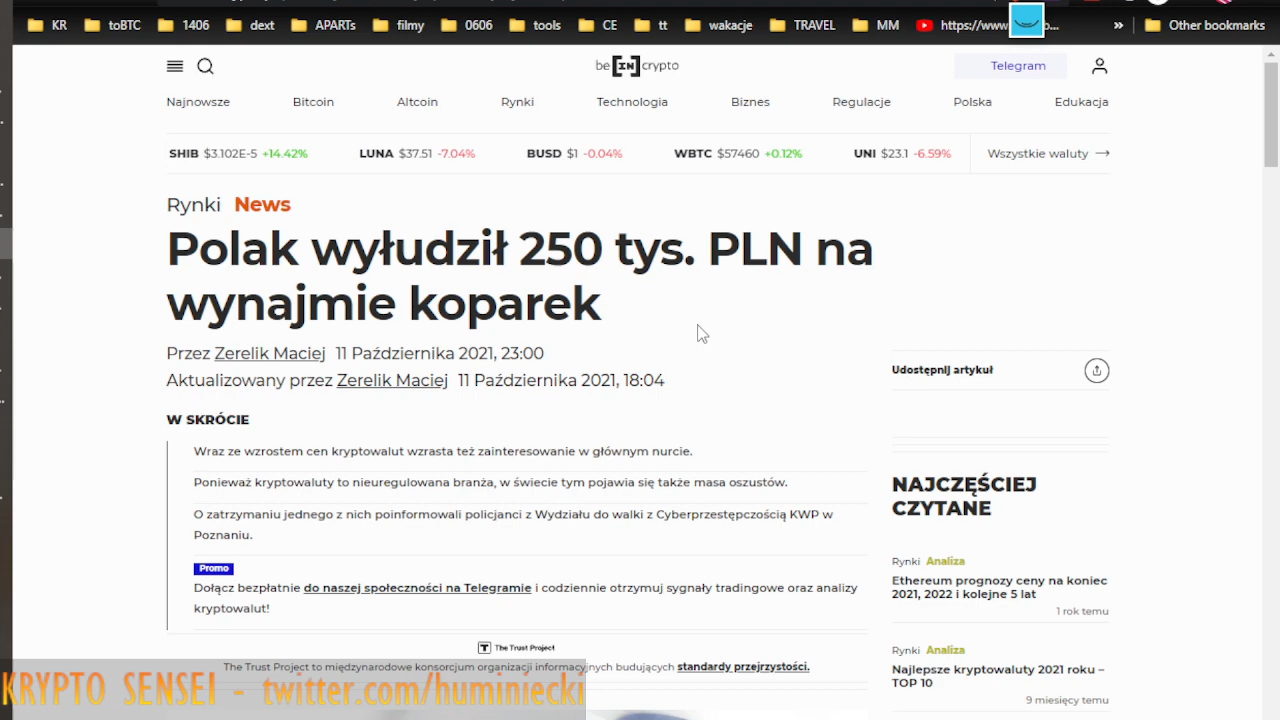 KR toBTC 1406 dext APARTs filmy 0606 tools CE tt wakacje TRAVEL MM https://www. Other bookmarks
be [IN] crypto Telegram
Najnowsze Bitcoin Altcoin Rynki Technologia Biznes Regulacje Polska Edukacja
SHIB $3.102E-5 +14.42% LUNA $37.51 -7.04% BUSD $1 -0.04% WBTC $57460 +0.12% UNI $23.1 -6.59% Wszystkie waluty →
Rynki News
Polak wyłudził 250 tys. PLN na
wynajmie koparek
Przez Zerelik Maciej 11 Października 2021, 23:00
Aktualizowany przez Zerelik Maciej 11 Października 2021, 18:04
W SKRÓCIE
Wraz ze wzrostem cen kryptowalut wzrasta też zainteresowanie w głównym nurcie.
Ponieważ kryptowaluty to nieuregulowana branża, w świecie tym pojawia się także masa oszustów.
O zatrzymaniu jednego z nich poinformowali policjanci z Wydziału do walki z Cyberprzestępczością KWP w
Poznaniu.
Promo
Dołącz bezpłatnie do naszej społeczności na Telegramie i codziennie otrzymuj sygnały tradingowe oraz analizy
kryptowalut!
T The Trust Project
The Trust Project to międzynarodowe konsorcjum organizacji informacyjnych budujących standardy przejrzystości.
Udostępnij artykuł
NAJCZĘŚCIEJ
CZYTANE
Rynki Analiza
Ethereum prognozy ceny na koniec
2021, 2022 i kolejne 5 lat
1 rok temu
Rynki Analiza
Najlepsze kryptowaluty 2021 roku –
TOP 10
9 miesięcy temu
KRYPTO SENSEI - twitter.com/huminiecki